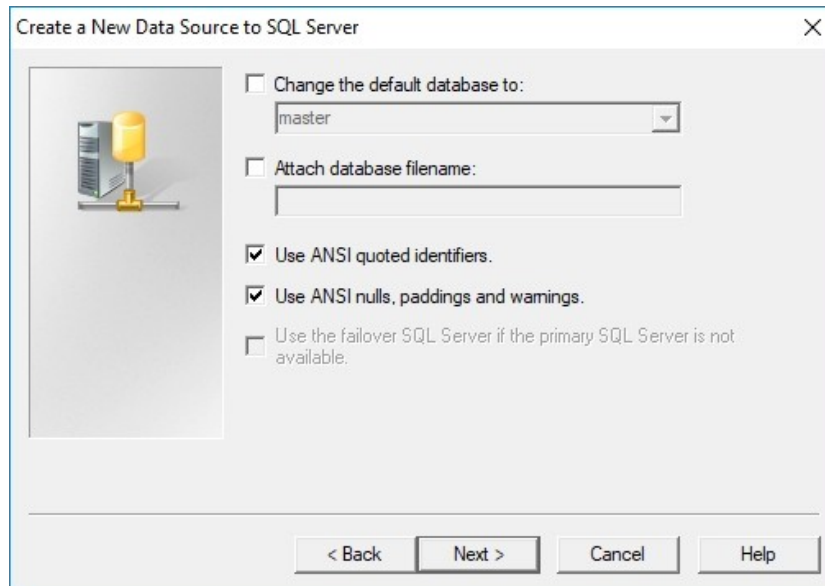 Create a New Data Source to SQL Server
Change the default database to:
master
Attach database filename:
Use ANSI quoted identifiers.
Use ANSI nulls, paddings and warnings.
Use the failover SQL Server if the primary SQL Server is not
available.
< Back
Next >
Cancel
Help